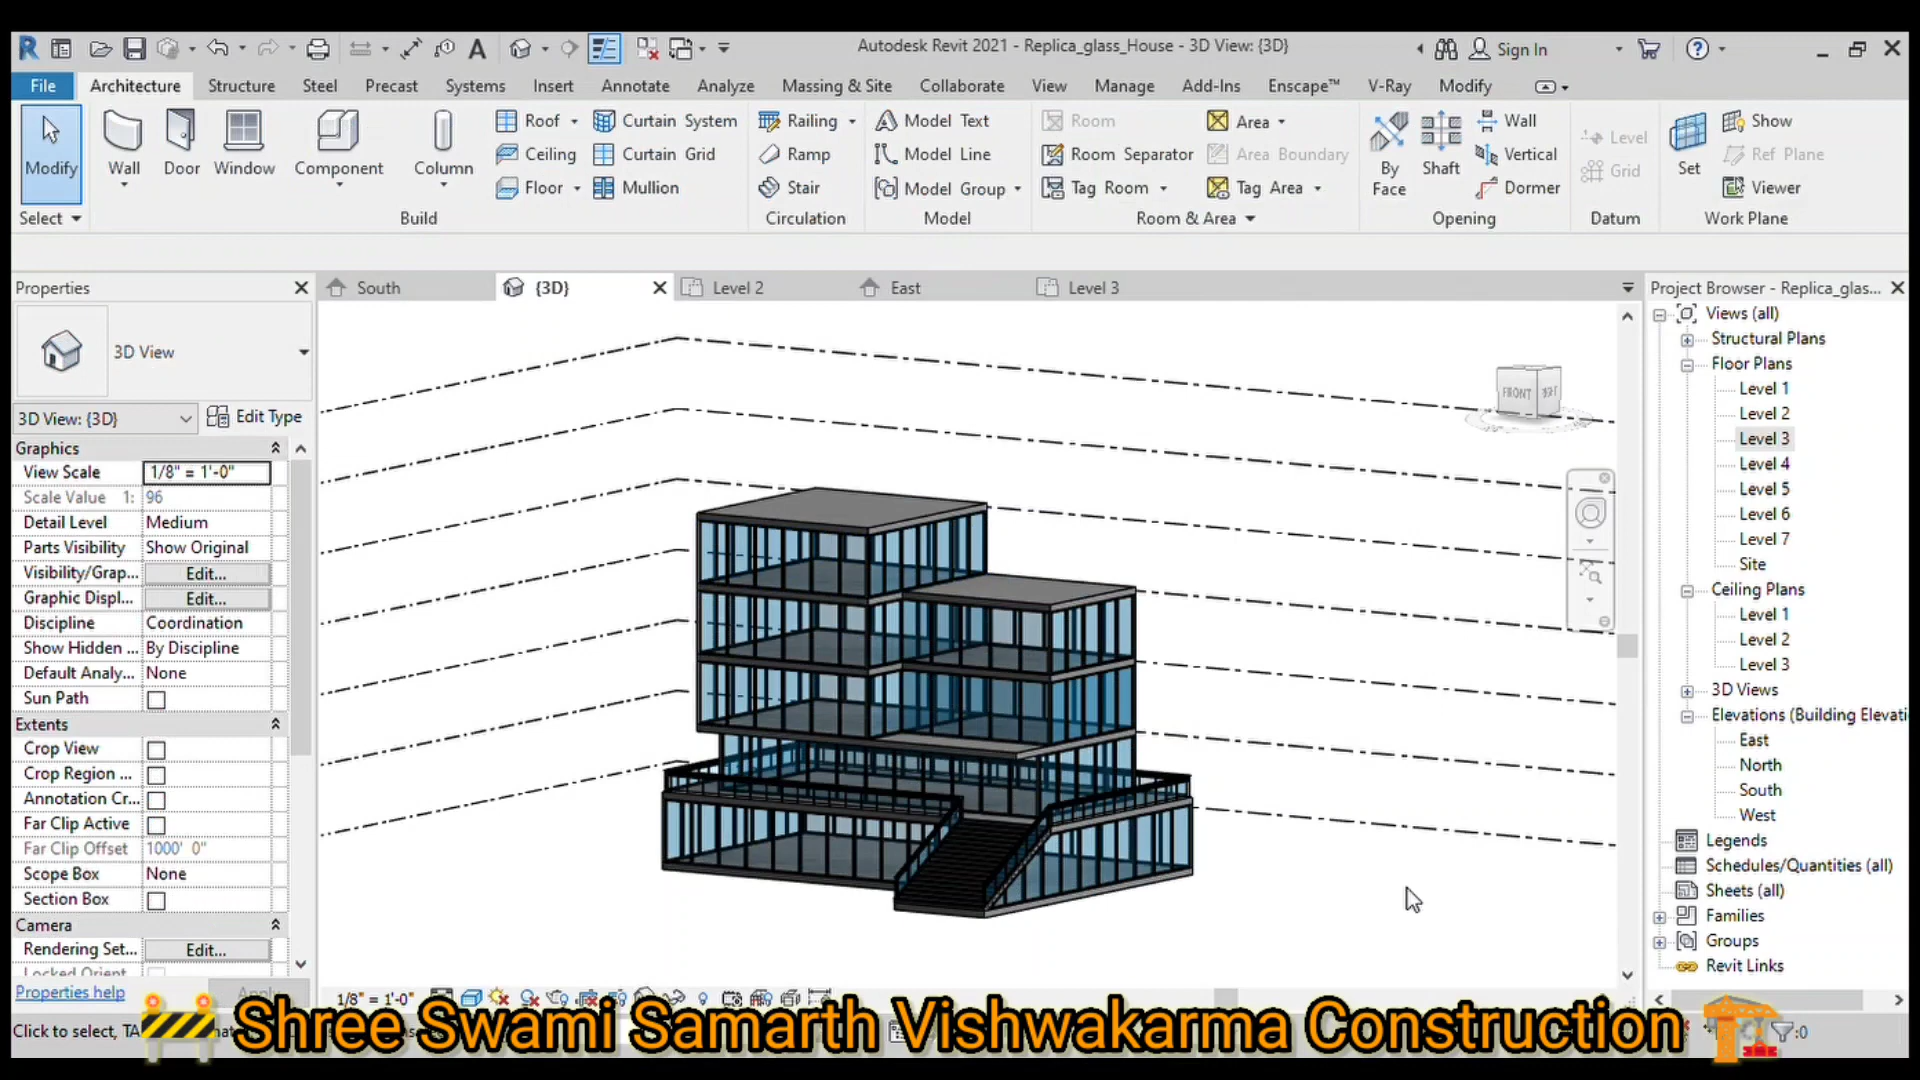 Autodesk Revit 2021 - Replica_glass_House - 3D View: {3D}
Sign In
File Architecture Structure Steel Precast Systems Insert Annotate Analyze Massing & Site Collaborate View Manage Add-Ins Enscape™ V-Ray Modify
Modify
Select
Wall
Door
Window
Component
Column
Roof
Ceiling
Floor
Curtain System
Curtain Grid
Mullion
Build
Railing
Ramp
Stair
Circulation
Model Text
Model Line
Model Group
Model
Room
Room Separator
Tag Room
Area
Area Boundary
Tag Area
Room & Area
By
Face
Shaft
Wall
Vertical
Dormer
Opening
Level
Grid
Datum
Set
Show
Ref Plane
Viewer
Work Plane
Properties
South
{3D}
Level 2
East
Level 3
Project Browser - Replica_glas...
3D View
3D View: {3D}
Edit Type
Graphics
View Scale 1/8" = 1'-0"
Scale Value 1: 96
Detail Level Medium
Parts Visibility Show Original
Visibility/Grap... Edit...
Graphic Displ... Edit...
Discipline Coordination
Show Hidden ... By Discipline
Default Analy... None
Sun Path
Extents
Crop View
Crop Region ...
Annotation Cr...
Far Clip Active
Far Clip Offset 1000' 0"
Scope Box None
Section Box
Camera
Rendering Set... Edit...
Locked Orient
Properties help
Apply
FRONT
Views (all)
Structural Plans
Floor Plans
Level 1
Level 2
Level 3
Level 4
Level 5
Level 6
Level 7
Site
Ceiling Plans
Level 1
Level 2
Level 3
3D Views
Elevations (Building Elevati
East
North
South
West
Legends
Schedules/Quantities (all)
Sheets (all)
Families
Groups
Revit Links
1/8" = 1'-0"
Click to select, TA
:0
Shree Swami Samarth Vishwakarma Construction